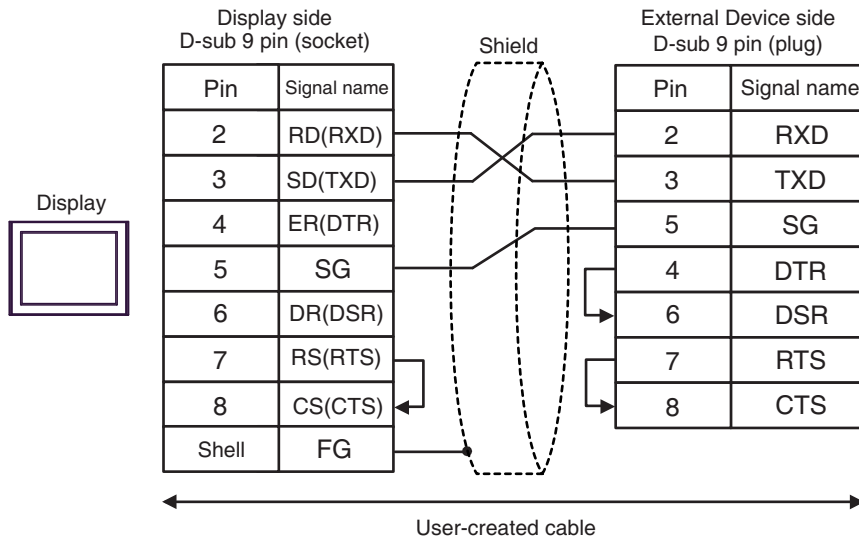 Display side
D-sub 9 pin (socket)
Shield
External Device side
D-sub 9 pin (plug)
Display
Pin Signal name
2 RD(RXD)
3 SD(TXD)
4 ER(DTR)
5 SG
6 DR(DSR)
7 RS(RTS)
8 CS(CTS)
Shell FG
Pin Signal name
2 RXD
3 TXD
5 SG
4 DTR
6 DSR
7 RTS
8 CTS
User-created cable